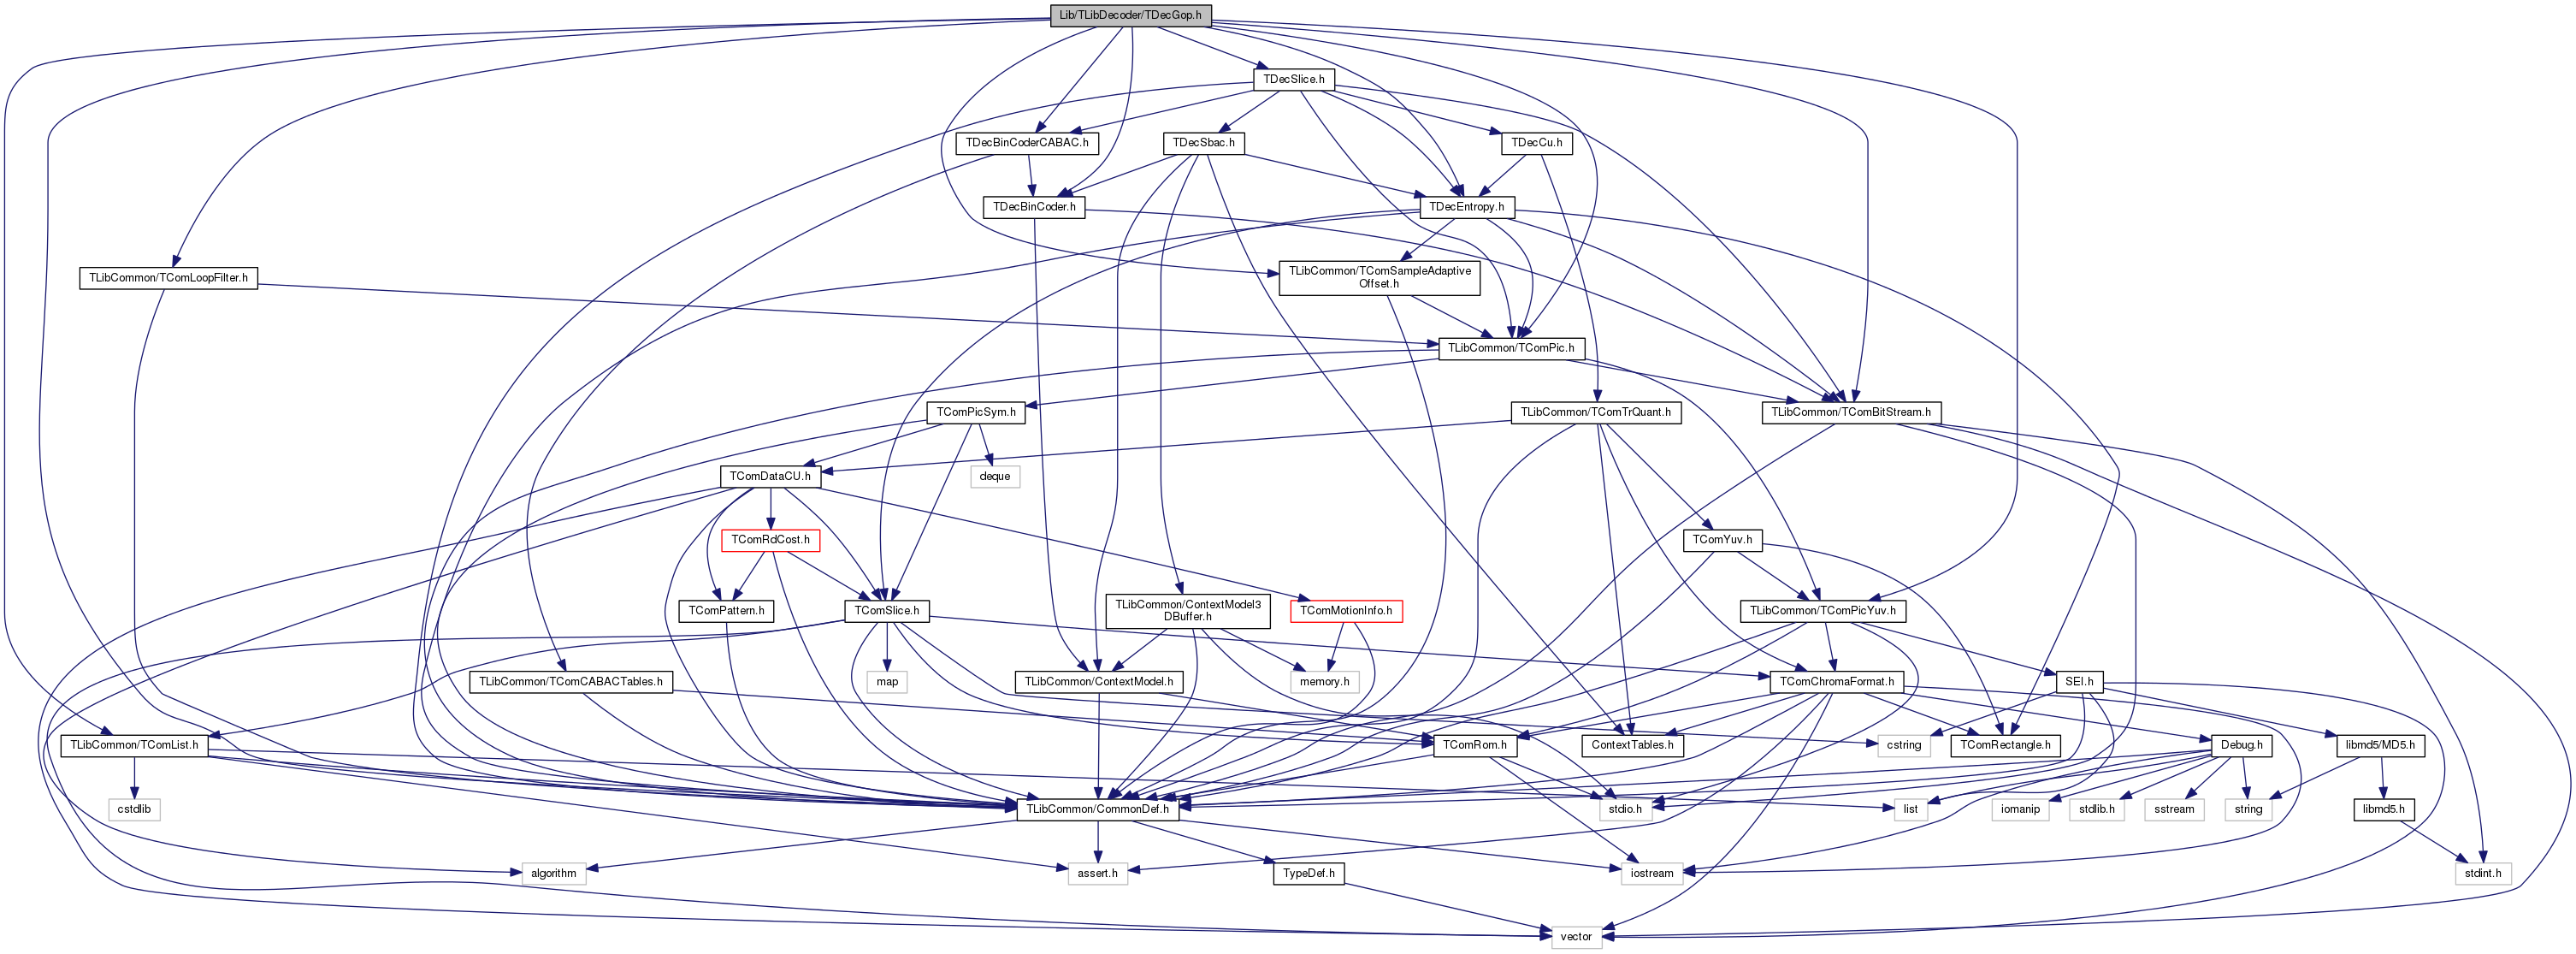 Lib/TLibDecoder/TDecGop.h
TDecSlice.h
TDecBinCoderCABAC.h
TDecSbac.h
TDecCu.h
TDecBinCoder.h
TDecEntropy.h
TLibCommon/TComLoopFilter.h
TLibCommon/TComSampleAdaptive
Offset.h
TLibCommon/TComPic.h
TComPicSym.h
TLibCommon/TComTrQuant.h
TLibCommon/TComBitStream.h
TComDataCU.h
deque
TComRdCost.h
TComYuv.h
TComPattern.h
TComSlice.h
TLibCommon/ContextModel3
DBuffer.h
TComMotionInfo.h
TLibCommon/TComPicYuv.h
TLibCommon/TComCABACTables.h
map
TLibCommon/ContextModel.h
memory.h
TComChromaFormat.h
SEI.h
TLibCommon/TComList.h
TComRom.h
ContextTables.h
cstring
TComRectangle.h
Debug.h
libmd5/MD5.h
cstdlib
TLibCommon/CommonDef.h
stdio.h
list
iomanip
stdlib.h
sstream
string
libmd5.h
algorithm
assert.h
TypeDef.h
iostream
stdint.h
vector